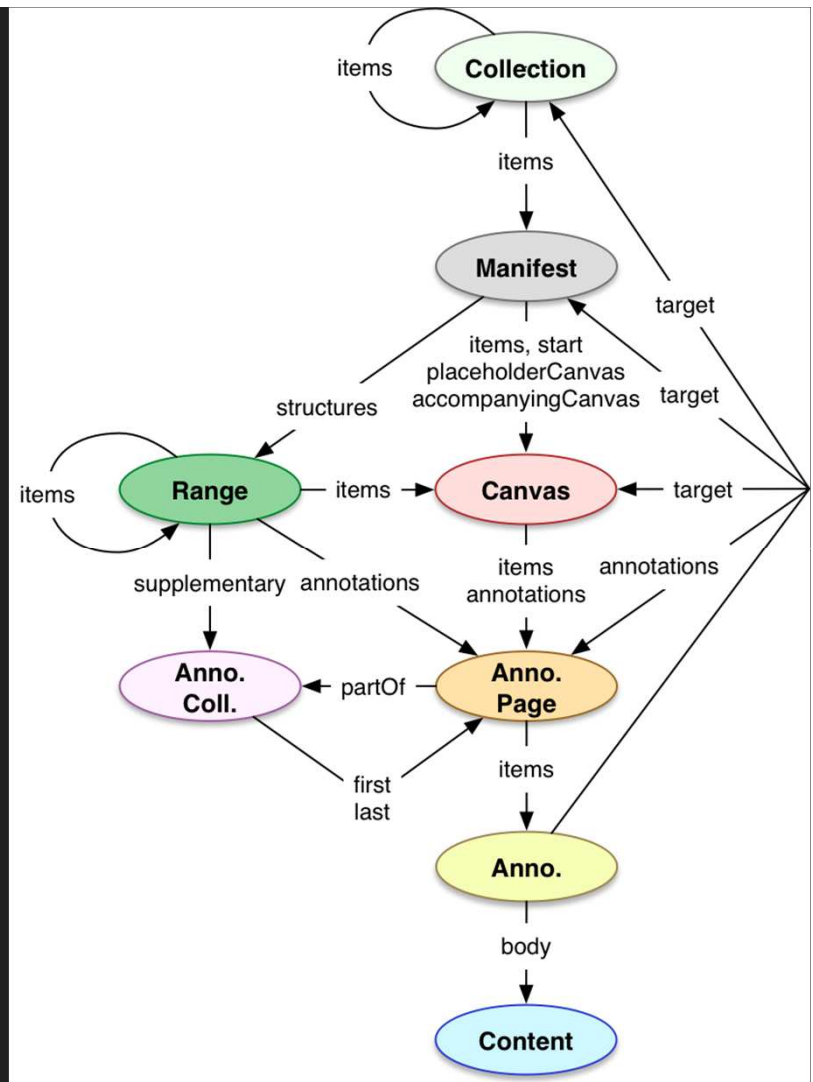 items
Collection
items
Manifest
target
items, start
placeholderCanvas
accompanyingCanvas
target
structures
items
Range
items
Canvas
target
supplementary
annotations
items
annotations
annotations
Anno.
Coll.
partOf
Anno.
Page
items
first
last
Anno.
body
Content